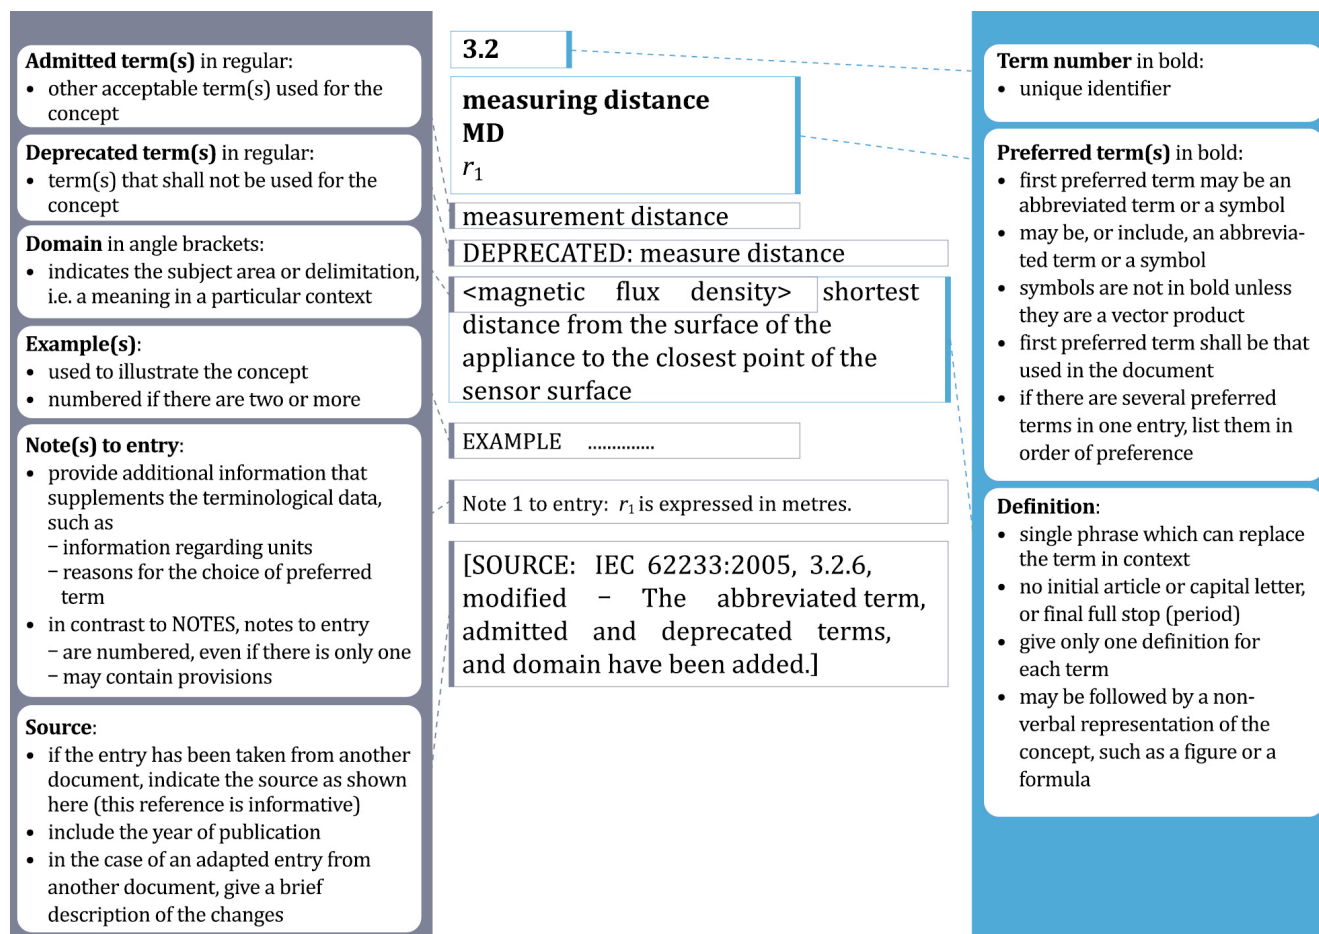 Admitted term(s) in regular:
• other acceptable term(s) used for the
concept
Deprecated term(s) in regular:
• term(s) that shall not be used for the
concept
Domain in angle brackets:
• indicates the subject area or delimitation,
i.e. a meaning in a particular context
Example(s):
• used to illustrate the concept
• numbered if there are two or more
Note(s) to entry:
• provide additional information that
supplements the terminological data,
such as
– information regarding units
– reasons for the choice of preferred
term
• in contrast to NOTES, notes to entry
– are numbered, even if there is only one
– may contain provisions
Source:
• if the entry has been taken from another
document, indicate the source as shown
here (this reference is informative)
• include the year of publication
• in the case of an adapted entry from
another document, give a brief
description of the changes
3.2
measuring distance
MD
r1
measurement distance
DEPRECATED: measure distance
<magnetic flux density> shortest
distance from the surface of the
appliance to the closest point of the
sensor surface
EXAMPLE ..............
Note 1 to entry: r1 is expressed in metres.
[SOURCE: IEC 62233:2005, 3.2.6,
modified – The abbreviated term,
admitted and deprecated terms,
and domain have been added.]
Term number in bold:
• unique identifier
Preferred term(s) in bold:
• first preferred term may be an
abbreviated term or a symbol
• may be, or include, an abbrevia-
ted term or a symbol
• symbols are not in bold unless
they are a vector product
• first preferred term shall be that
used in the document
• if there are several preferred
terms in one entry, list them in
order of preference
Definition:
• single phrase which can replace
the term in context
• no initial article or capital letter,
or final full stop (period)
• give only one definition for
each term
• may be followed by a non-
verbal representation of the
concept, such as a figure or a
formula